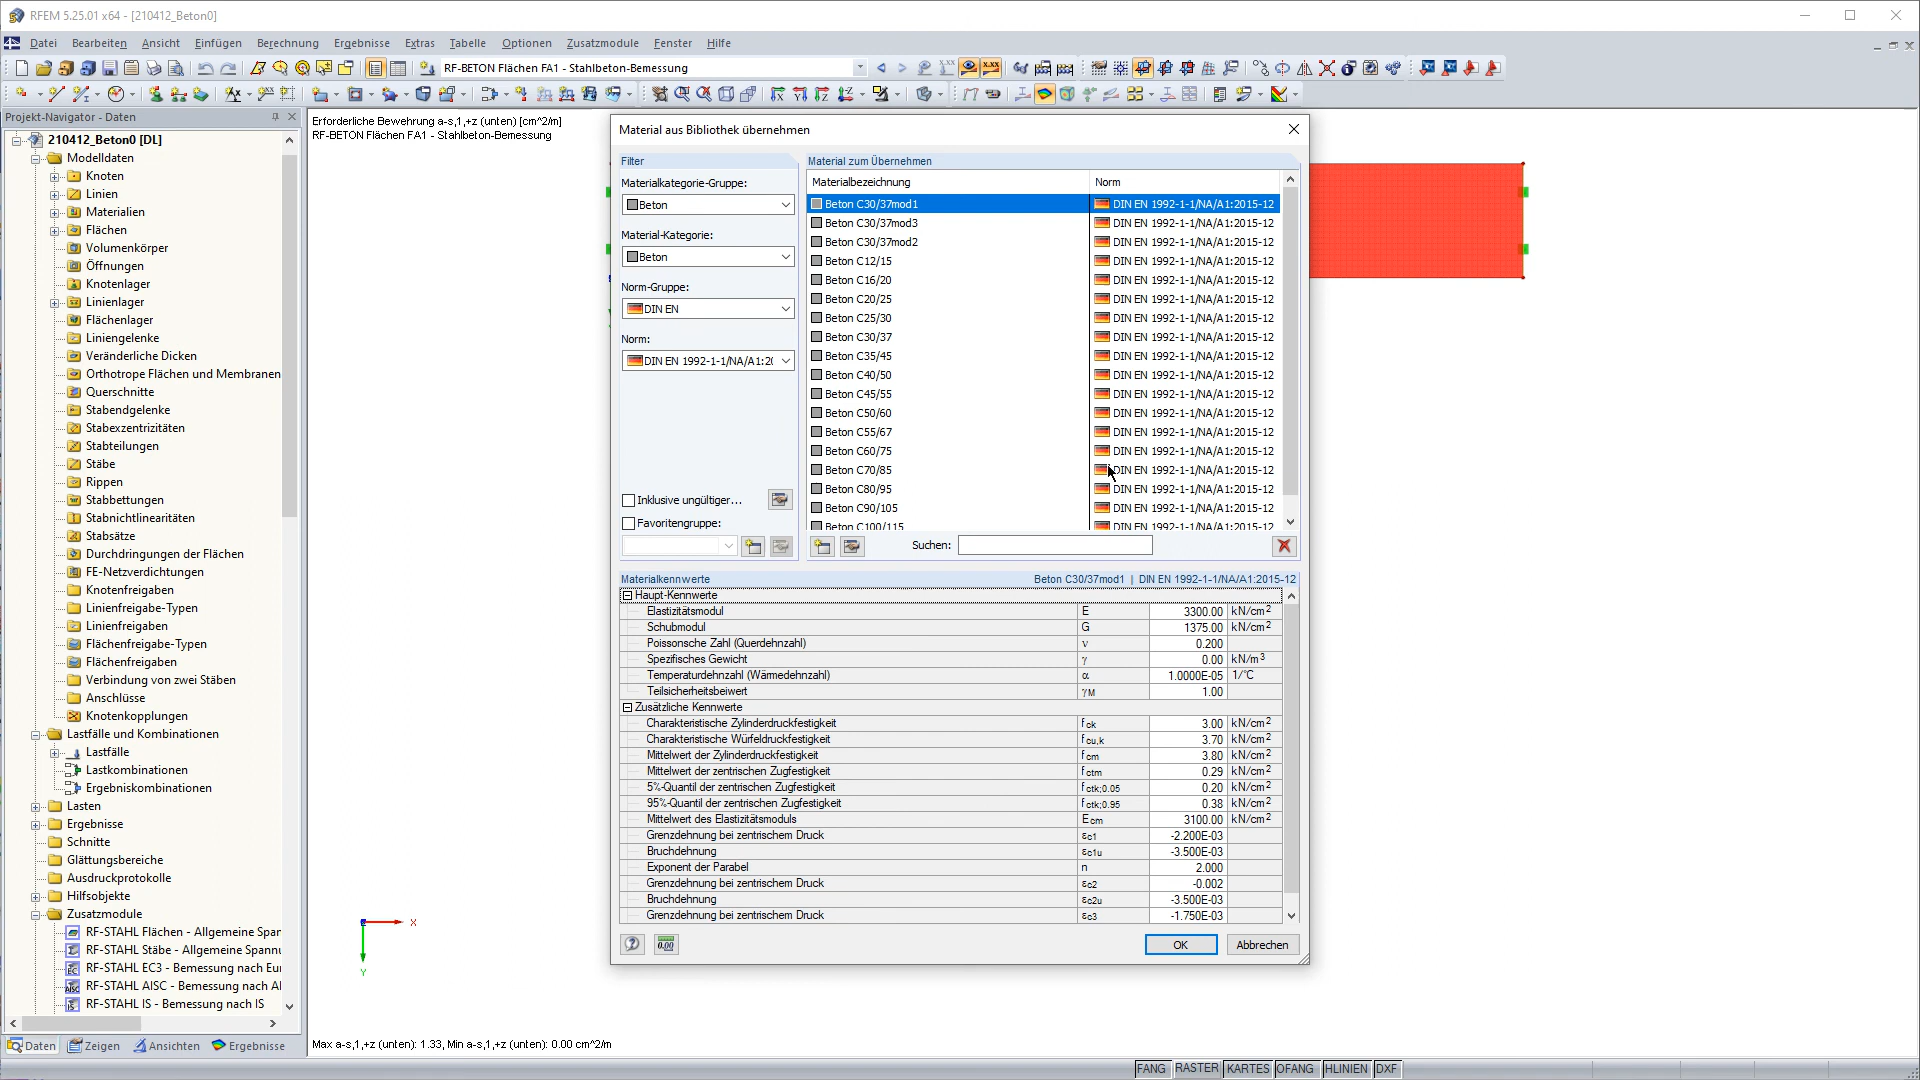 RFEM 5.25.01 x64 - [210412_Beton0]
Datei Bearbeiten Ansicht Einfügen Berechnung Ergebnisse Extras Tabelle Optionen Zusatzmodule Fenster Hilfe
RF-BETON Flächen FA1 - Stahlbeton-Bemessung
Projekt-Navigator - Daten
210412_Beton0 [DL]
Modelldaten
Knoten
Linien
Materialien
Flächen
Volumenkörper
Öffnungen
Knotenlager
Linienlager
Flächenlager
Liniengelenke
Veränderliche Dicken
Orthotrope Flächen und Membranen
Querschnitte
Stabendgelenke
Stabexzentrizitäten
Stabteilungen
Stäbe
Rippen
Stabbettungen
Stabnichtlinearitäten
Stabsätze
Durchdringungen der Flächen
FE-Netzverdichtungen
Knotenfreigaben
Linienfreigabe-Typen
Linienfreigaben
Flächenfreigabe-Typen
Flächenfreigaben
Verbindung von zwei Stäben
Anschlüsse
Knotenkopplungen
Lastfälle und Kombinationen
Lastfälle
Lastkombinationen
Ergebniskombinationen
Lasten
Ergebnisse
Schnitte
Glättungsbereiche
Ausdruckprotokolle
Hilfsobjekte
Zusatzmodule
RF-STAHL Flächen - Allgemeine Span
RF-STAHL Stäbe - Allgemeine Spannu
RF-STAHL EC3 - Bemessung nach Eu
RF-STAHL AISC - Bemessung nach A
RF-STAHL IS - Bemessung nach IS
Daten Zeigen Ansichten Ergebnisse
Erforderliche Bewehrung a-s,1,+z (unten) [cm^2/m]
RF-BETON Flächen FA1 - Stahlbeton-Bemessung
X
Y
Max a-s,1,+z (unten): 1.33, Min a-s,1,+z (unten): 0.00 cm^2/m
Material aus Bibliothek übernehmen
Filter
Materialkategorie-Gruppe:
Beton
Material-Kategorie:
Beton
Norm-Gruppe:
DIN EN
Norm:
DIN EN 1992-1-1/NA/A1:20
Inklusive ungültiger...
Favoritengruppe:
Material zum Übernehmen
Materialbezeichnung Norm
Beton C30/37mod1 DIN EN 1992-1-1/NA/A1:2015-12
Beton C30/37mod3 DIN EN 1992-1-1/NA/A1:2015-12
Beton C30/37mod2 DIN EN 1992-1-1/NA/A1:2015-12
Beton C12/15 DIN EN 1992-1-1/NA/A1:2015-12
Beton C16/20 DIN EN 1992-1-1/NA/A1:2015-12
Beton C20/25 DIN EN 1992-1-1/NA/A1:2015-12
Beton C25/30 DIN EN 1992-1-1/NA/A1:2015-12
Beton C30/37 DIN EN 1992-1-1/NA/A1:2015-12
Beton C35/45 DIN EN 1992-1-1/NA/A1:2015-12
Beton C40/50 DIN EN 1992-1-1/NA/A1:2015-12
Beton C45/55 DIN EN 1992-1-1/NA/A1:2015-12
Beton C50/60 DIN EN 1992-1-1/NA/A1:2015-12
Beton C55/67 DIN EN 1992-1-1/NA/A1:2015-12
Beton C60/75 DIN EN 1992-1-1/NA/A1:2015-12
Beton C70/85 DIN EN 1992-1-1/NA/A1:2015-12
Beton C80/95 DIN EN 1992-1-1/NA/A1:2015-12
Beton C90/105 DIN EN 1992-1-1/NA/A1:2015-12
Beton C100/115 DIN EN 1992-1-1/NA/A1:2015-12
Suchen:
Materialkennwerte Beton C30/37mod1 | DIN EN 1992-1-1/NA/A1:2015-12
Haupt-Kennwerte
Elastizitätsmodul E 3300.00 kN/cm2
Schubmodul G 1375.00 kN/cm2
Poissonsche Zahl (Querdehnzahl) ν 0.200
Spezifisches Gewicht γ 0.00 kN/m3
Temperaturdehnzahl (Wärmedehnzahl) α 1.0000E-05 1/°C
Teilsicherheitsbeiwert γM 1.00
Zusätzliche Kennwerte
Charakteristische Zylinderdruckfestigkeit fck 3.00 kN/cm2
Charakteristische Würfeldruckfestigkeit fcu,k 3.70 kN/cm2
Mittelwert der Zylinderdruckfestigkeit fcm 3.80 kN/cm2
Mittelwert der zentrischen Zugfestigkeit fctm 0.29 kN/cm2
5%-Quantil der zentrischen Zugfestigkeit fctk;0.05 0.20 kN/cm2
95%-Quantil der zentrischen Zugfestigkeit fctk;0.95 0.38 kN/cm2
Mittelwert des Elastizitätsmoduls Ecm 3100.00 kN/cm2
Grenzdehnung bei zentrischem Druck εc1 -2.200E-03
Bruchdehnung εc1u -3.500E-03
Exponent der Parabel n 2.000
Grenzdehnung bei zentrischem Druck εc2 -0.002
Bruchdehnung εc2u -3.500E-03
Grenzdehnung bei zentrischem Druck εc3 -1.750E-03
OK Abbrechen
FANG RASTER KARTES OFANG HLINIEN DXF